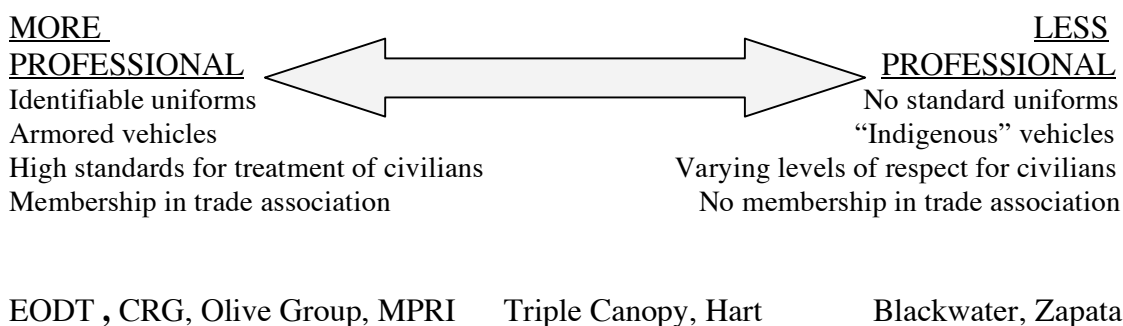 MORE
PROFESSIONAL
Identifiable uniforms
Armored vehicles
High standards for treatment of civilians
Membership in trade association
LESS
PROFESSIONAL
No standard uniforms
“Indigenous” vehicles
Varying levels of respect for civilians
No membership in trade association
EODT , CRG, Olive Group, MPRI Triple Canopy, Hart Blackwater, Zapata